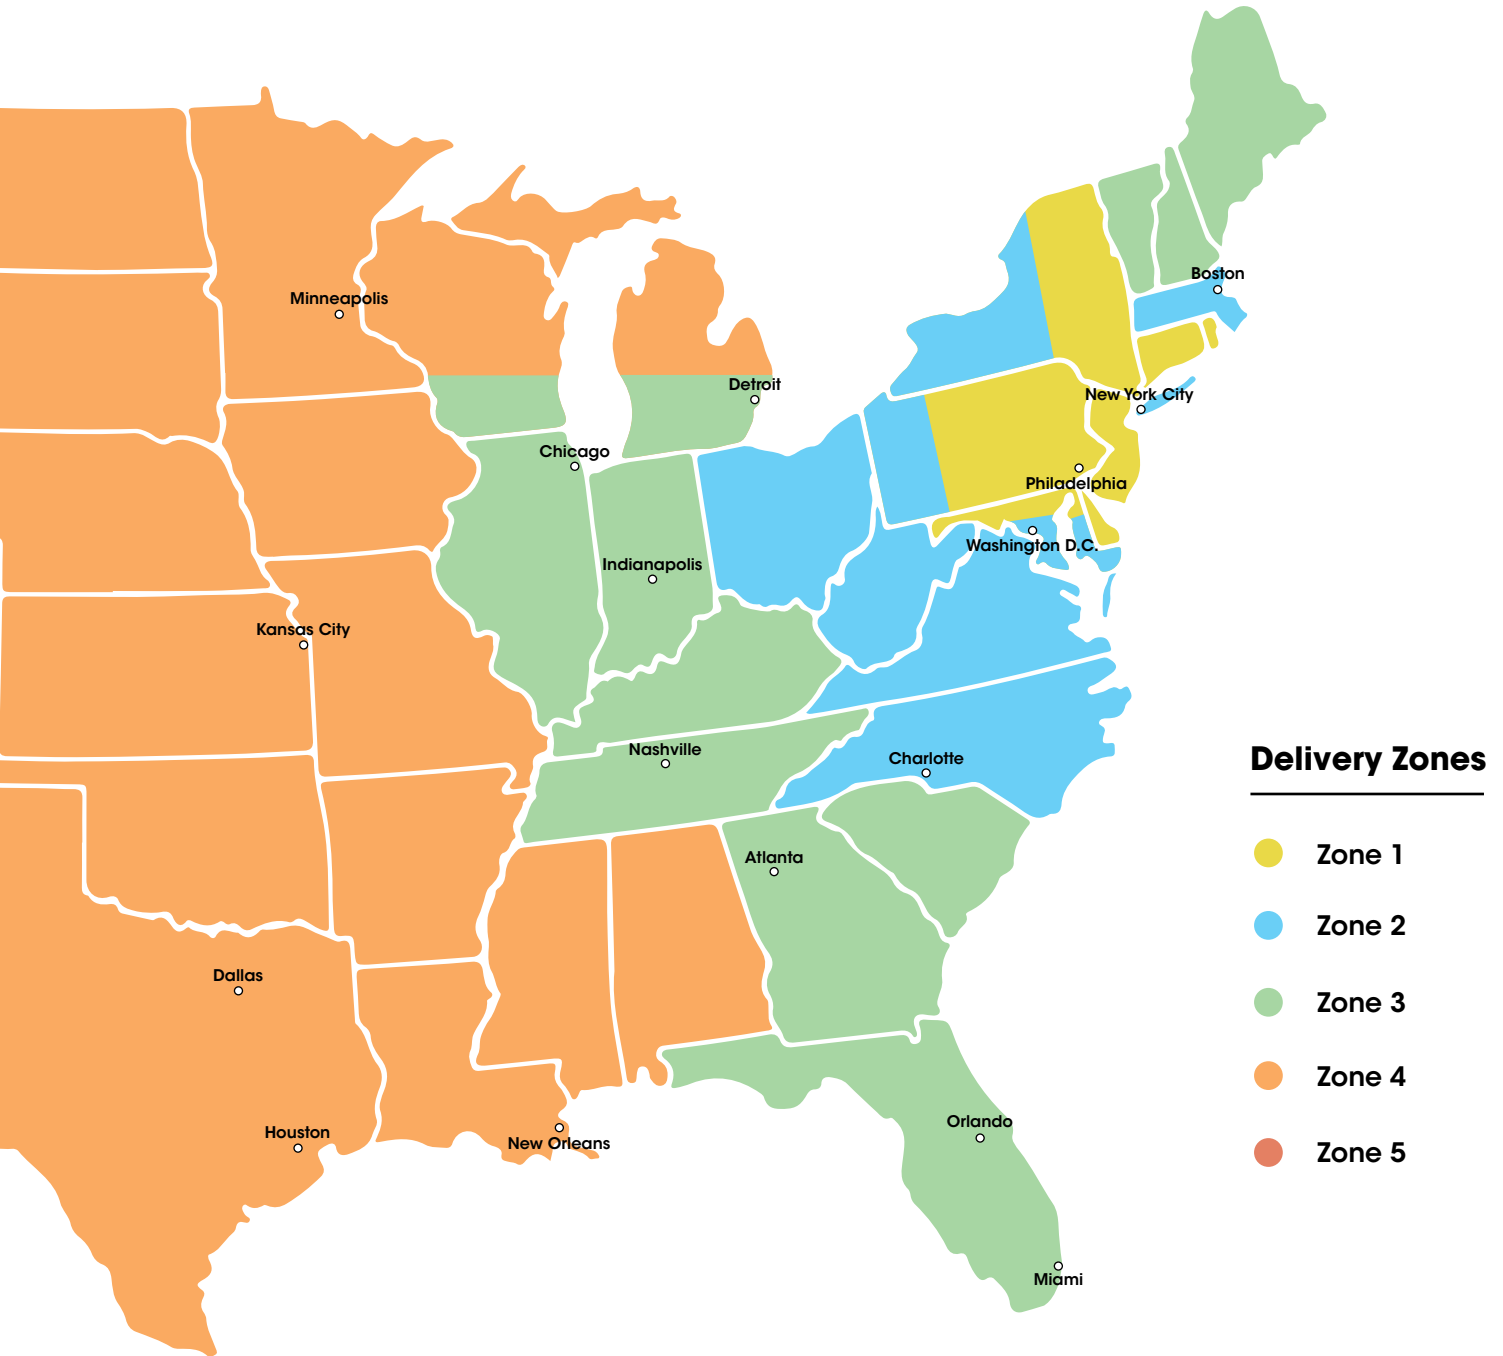 Boston
Minneapolis
Detroit
New York City
Chicago
Philadelphia
Washington D.C.
Indianapolis
Kansas City
Nashville
Charlotte
Atlanta
Dallas
Orlando
Houston
New Orleans
Miami
Delivery Zones
Zone 1
Zone 2
Zone 3
Zone 4
Zone 5